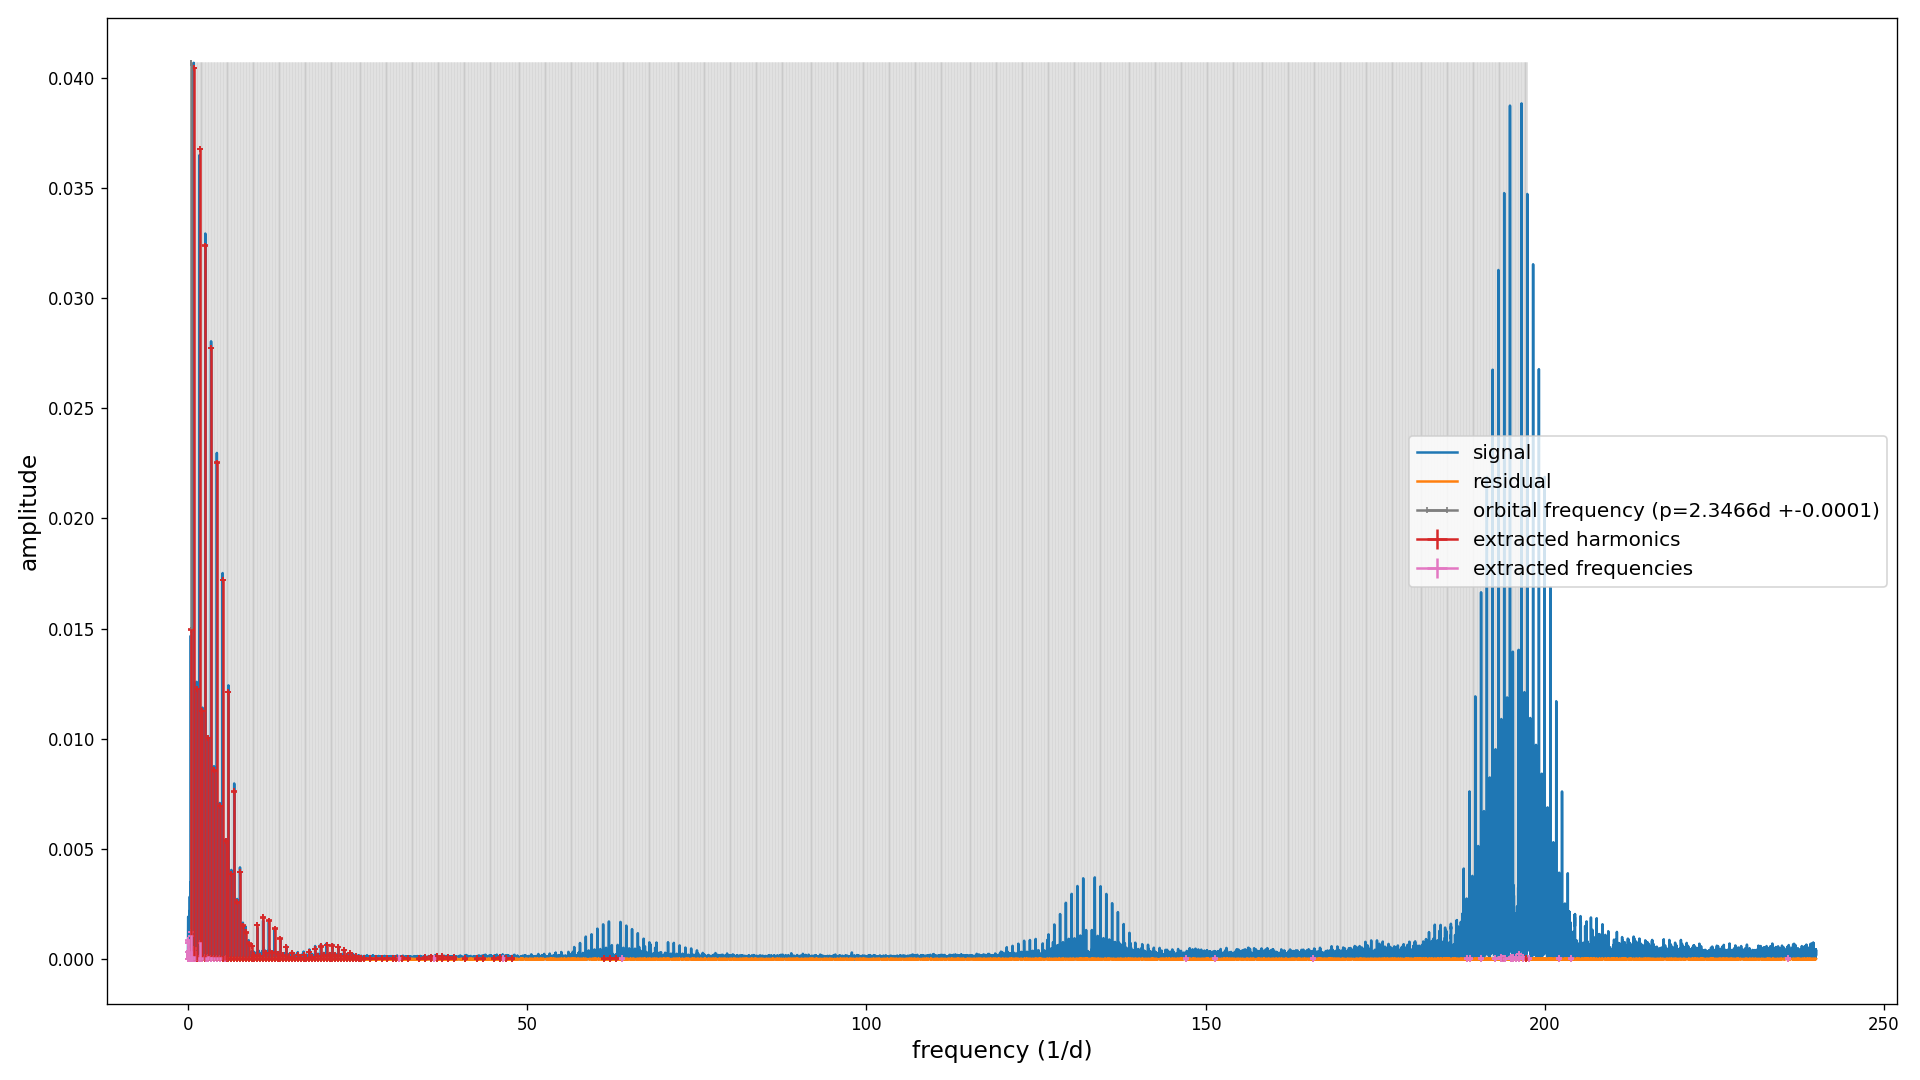 0.040
0.035
0.030
0.025
0.020
0.015
0.010
0.005
0.000
amplitude
signal
residual
orbital frequency (p=2.3466d +-0.0001)
extracted harmonics
extracted frequencies
0 50 100 150 200 250
frequency (1/d)